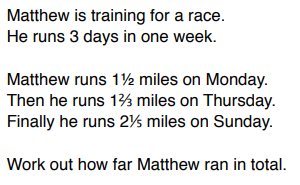 Matthew is training for a race.
He runs 3 days in one week.
Matthew runs 1½ miles on Monday.
Then he runs 1⅔ miles on Thursday.
Finally he runs 2⅕ miles on Sunday.
Work out how far Matthew ran in total.